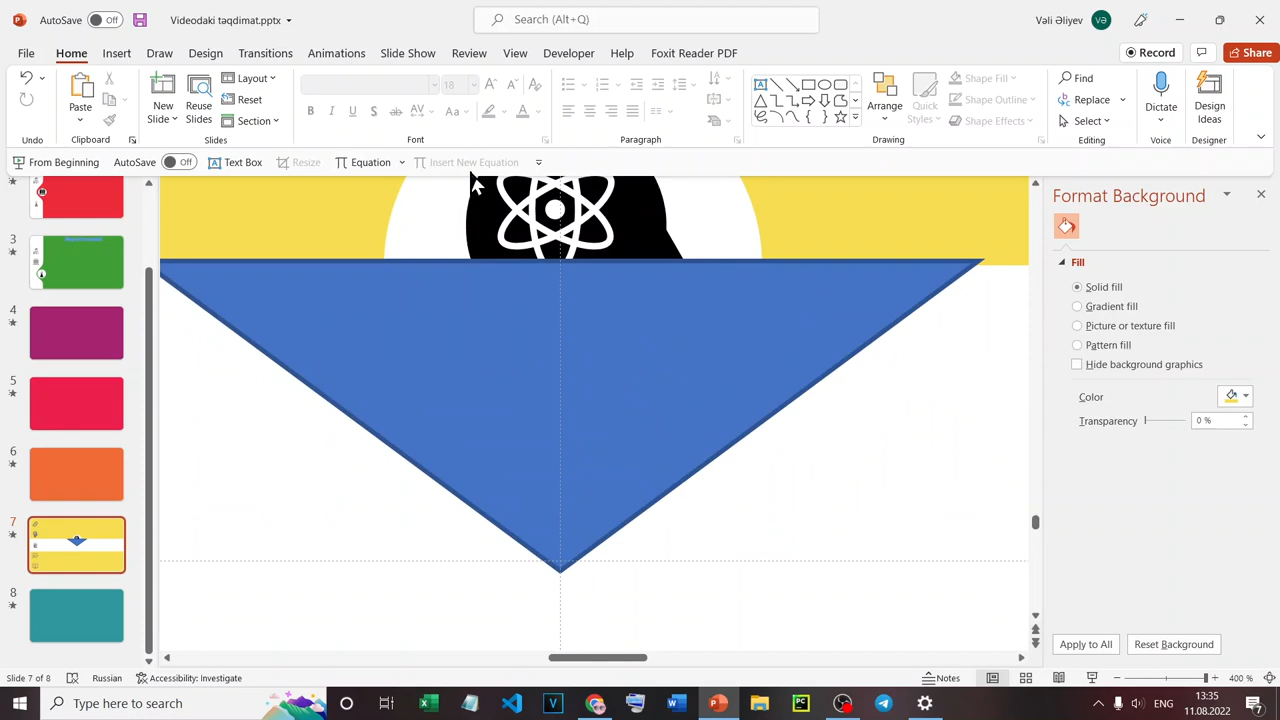 AutoSave Off Videodaki təqdimat.pptx Search (Alt+Q) Vəli Əliyev VƏ
File Home Insert Draw Design Transitions Animations Slide Show Review View Developer Help Foxit Reader PDF Record Share
Undo
Paste
Clipboard
New Slide
Reuse Slides
Layout
Reset
Section
Slides
18
Aa
Font
Paragraph
Arrange
Quick Styles
Shape Fill
Shape Outline
Shape Effects
Drawing
Find
Replace
Select
Editing
Dictate
Voice
Design Ideas
Designer
From Beginning AutoSave Off Text Box Resize Equation Insert New Equation
3
4
5
6
7
8
Format Background
Fill
Solid fill
Gradient fill
Picture or texture fill
Pattern fill
Hide background graphics
Color
Transparency 0 %
Apply to All Reset Background
Slide 7 of 8 Russian Accessibility: Investigate Notes 400 %
Type here to search ENG 13:35
11.08.2022 7